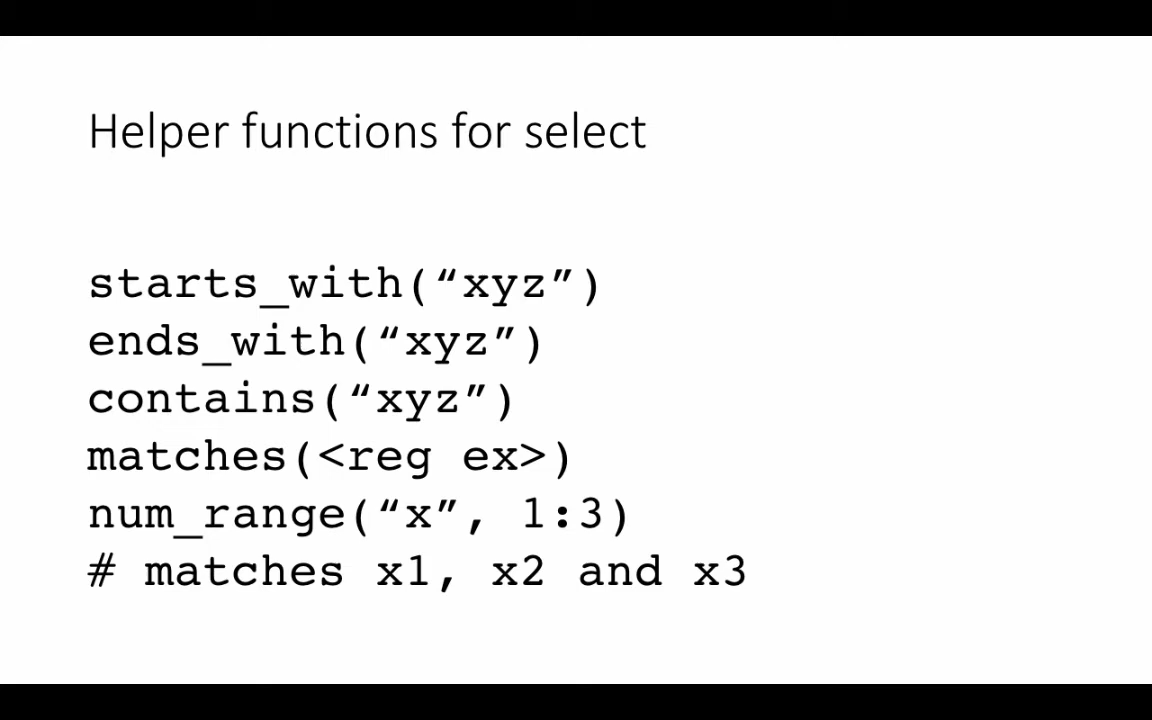 Helper functions for select
starts_with(“xyz”)
ends_with(“xyz”)
contains(“xyz”)
matches(<reg ex>)
num_range(“x”, 1:3)
# matches x1, x2 and x3